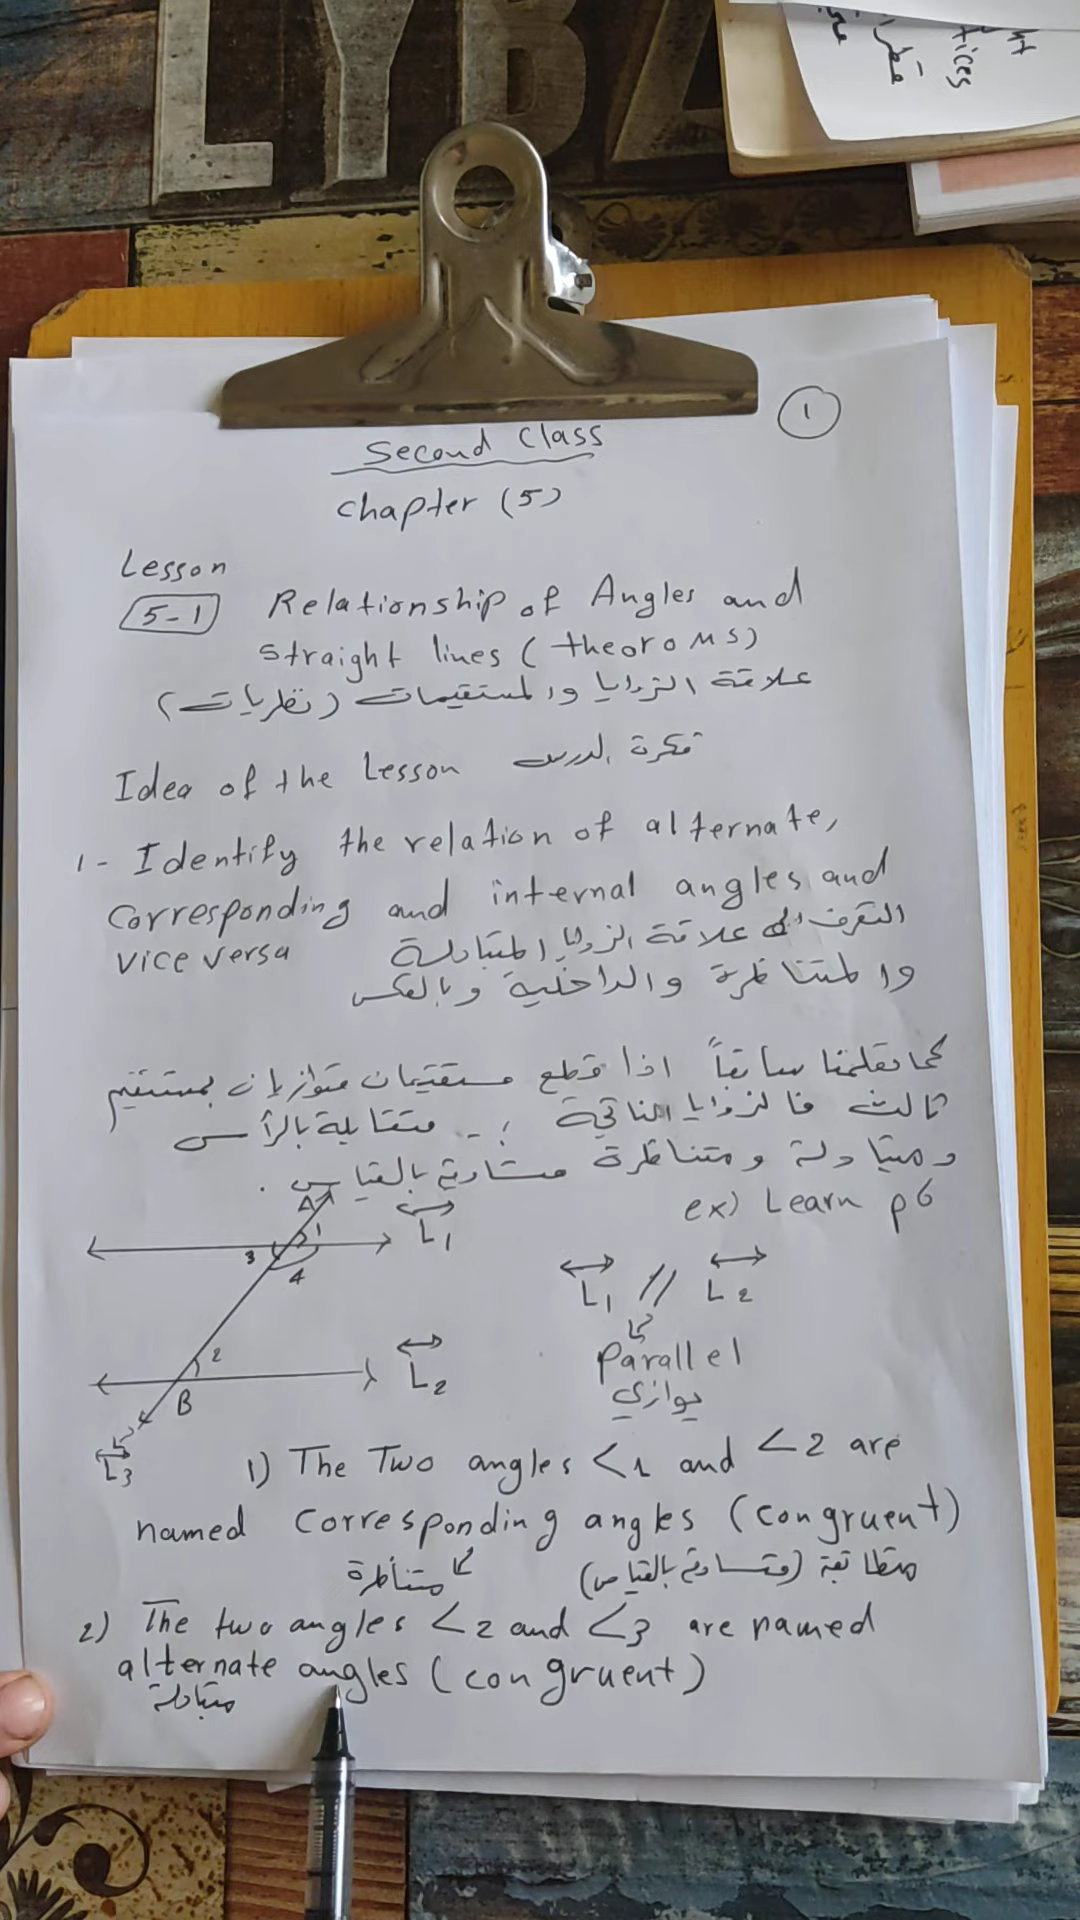 LYBZ
ices
①
Second Class
chapter (5)
Lesson
5-1 Relationship of Angles and
straight lines (theoroms)
علاقة الزوايا والمستقيمات (نظريات)
Idea of the Lesson فكرة الدرس
1- Identify the relation of alternate,
Corresponding and internal angles and
vice versa التعرف الى علاقة الزوايا المتبادلة
والمتناظرة والداخلية وبالعكس
كما تعلمنا سابقاً اذا قطع مستقيمان متوازيان بمستقيم
ثالث فالزوايا الناتجة :- متقابلة بالرأس
ومتبادلة ومتناظرة متساوية بالقياس.
ex) Learn p6
A
1
L1
3
4
L1 // L2
Parallel
يوازي
2
L2
B
L3
1) The Two angles <1 and <2 are
named Corresponding angles (congruent)
متناظرة متطابقة (متساوية بالقياس)
2) The two angles <2 and <3 are named
alternate angles (congruent)
متبادلة